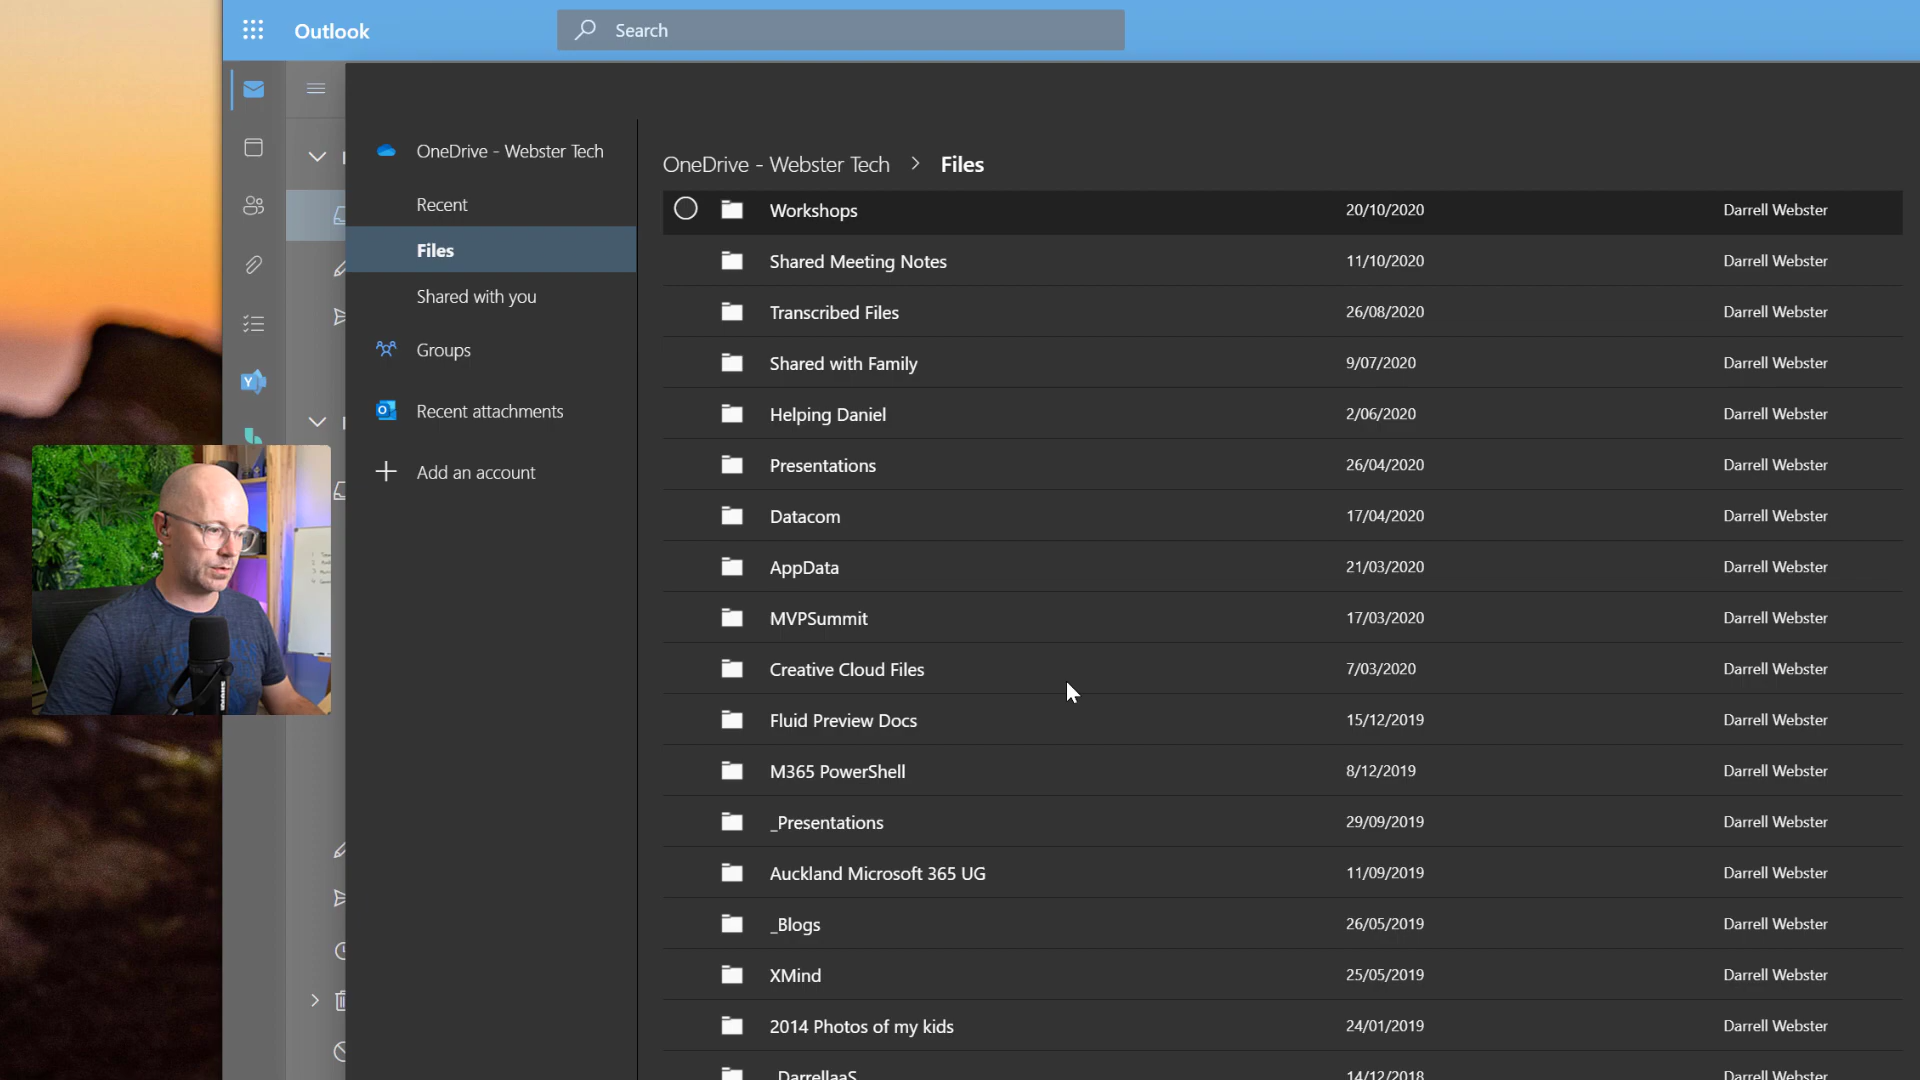 Outlook
Search
OneDrive - Webster Tech
Recent
Files
Shared with you
Groups
Recent attachments
Add an account
OneDrive - Webster Tech > Files
Workshops 20/10/2020 Darrell Webster
Shared Meeting Notes 11/10/2020 Darrell Webster
Transcribed Files 26/08/2020 Darrell Webster
Shared with Family 9/07/2020 Darrell Webster
Helping Daniel 2/06/2020 Darrell Webster
Presentations 26/04/2020 Darrell Webster
Datacom 17/04/2020 Darrell Webster
AppData 21/03/2020 Darrell Webster
MVPSummit 17/03/2020 Darrell Webster
Creative Cloud Files 7/03/2020 Darrell Webster
Fluid Preview Docs 15/12/2019 Darrell Webster
M365 PowerShell 8/12/2019 Darrell Webster
_Presentations 29/09/2019 Darrell Webster
Auckland Microsoft 365 UG 11/09/2019 Darrell Webster
_Blogs 26/05/2019 Darrell Webster
XMind 25/05/2019 Darrell Webster
2014 Photos of my kids 24/01/2019 Darrell Webster
_DarrellaaS 14/12/2018 Darrell Webster